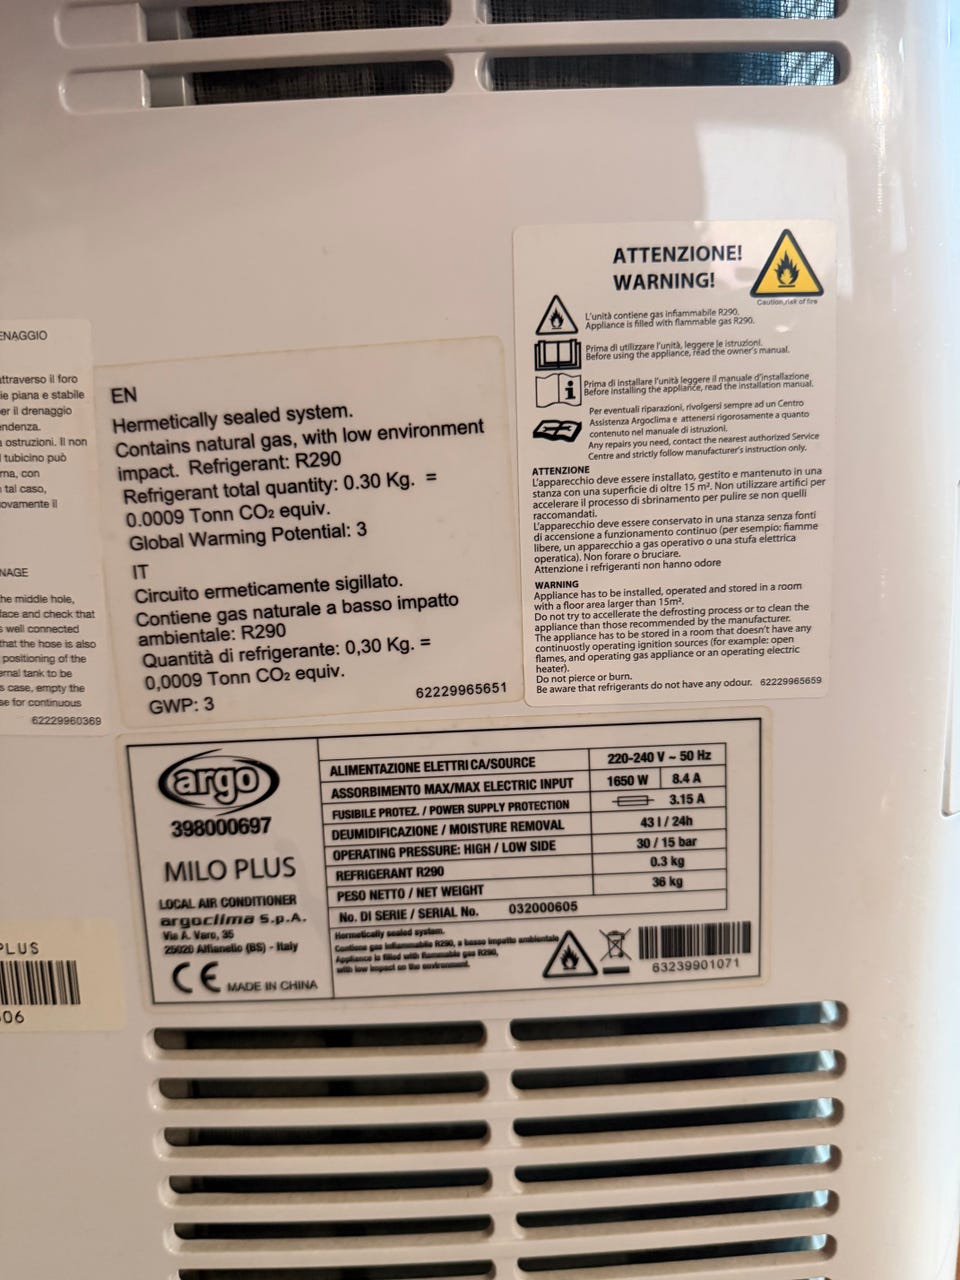 ENAGGIO
attraverso il foro
ie piana e stabile
er il drenaggio
endenza.
a ostruzioni. Il non
l tubicino può
rna, con
tal caso,
ovamente il
NAGE
he middle hole,
face and check that
s well connected
that the hose is also
positioning of the
ernal tank to be
s case, empty the
se for continuous
62229960369
EN
Hermetically sealed system.
Contains natural gas, with low environment
impact. Refrigerant: R290
Refrigerant total quantity: 0.30 Kg. =
0.0009 Tonn CO₂ equiv.
Global Warming Potential: 3
IT
Circuito ermeticamente sigillato.
Contiene gas naturale a basso impatto
ambientale: R290
Quantità di refrigerante: 0,30 Kg. =
0,0009 Tonn CO₂ equiv.
GWP: 3
62229965651
ATTENZIONE!
WARNING!
Caution,risk of fire
L'unità contiene gas infiammabile R290.
Appliance is filled with flammable gas R290.
Prima di utilizzare l'unità, leggere le istruzioni.
Before using the appliance, read the owner's manual.
Prima di installare l'unità leggere il manuale d'installazione
Before installing the appliance, read the installation manual.
Per eventuali riparazioni, rivolgersi sempre ad un Centro
Assistenza Argoclima e attenersi rigorosamente a quanto
contenuto nel manuale di istruzioni.
Any repairs you need, contact the nearest authorized Service
Centre and strictly follow manufacturer's instruction only.
ATTENZIONE
L'apparecchio deve essere installato, gestito e mantenuto in una
stanza con una superficie di oltre 15 m². Non utilizzare artifici per
accelerare il processo di sbrinamento per pulire se non quelli
raccomandati.
L'apparecchio deve essere conservato in una stanza senza fonti
di accensione a funzionamento continuo (per esempio: fiamme
libere, un apparecchio a gas operativo o una stufa elettrica
operatica). Non forare o bruciare.
Attenzione i refrigeranti non hanno odore
WARNING
Appliance has to be installed, operated and stored in a room
with a floor area larger than 15m².
Do not try to accellerate the defrosting process or to clean the
appliance than those recommended by the manufacturer.
The appliance has to be stored in a room that doesn't have any
continuostly operating ignition sources (for example: open
flames, and operating gas appliance or an operating electric
heater).
Do not pierce or burn.
Be aware that refrigerants do not have any odour. 62229965659
argo
398000697
MILO PLUS
LOCAL AIR CONDITIONER
argoclima S.p.A.
Via A. Varo, 35
25020 Alfianello (BS) - Italy
CE MADE IN CHINA
ALIMENTAZIONE ELETTRI CA/SOURCE 220-240 V ~ 50 Hz
ASSORBIMENTO MAX/MAX ELECTRIC INPUT 1650 W 8.4 A
FUSIBILE PROTEZ. / POWER SUPPLY PROTECTION 3.15 A
DEUMIDIFICAZIONE / MOISTURE REMOVAL 43 l / 24h
OPERATING PRESSURE: HIGH / LOW SIDE 30 / 15 bar
REFRIGERANT R290 0.3 kg
PESO NETTO / NET WEIGHT 36 kg
No. DI SERIE / SERIAL No. 032000605
Hermetically sealed system.
Contiene gas infiammabile R290, a basso impatto ambientale
Appliance is filled with flammable gas R290,
with low impact on the environment.
63239901071
PLUS
606